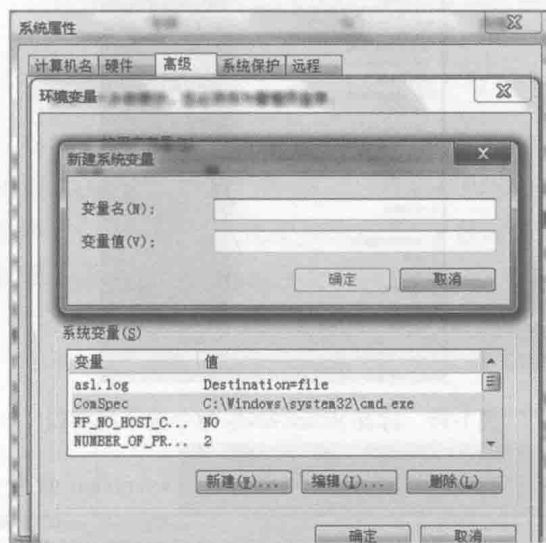 系统属性
计算机名 硬件 高级 系统保护 远程
环境变量
新建系统变量
变量名(N):
变量值(V):
确定 取消
系统变量(S)
变量 值
asl.log Destination=file
ComSpec C:\Windows\system32\cmd.exe
FP_NO_HOST_C... NO
NUMBER_OF_PR... 2
新建(W)... 编辑(I)... 删除(L)
确定 取消